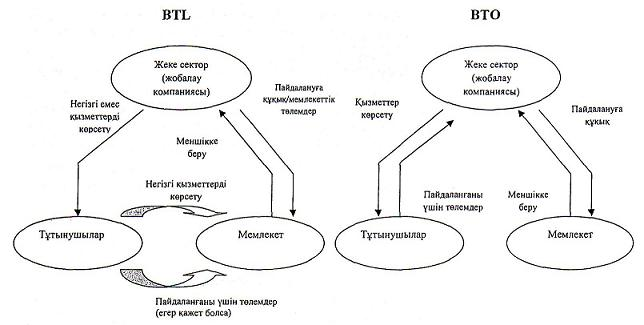 BTL
Жеке сектор
(жобалау
компаниясы)
Негізгі емес
қызметтерді
көрсету
Пайдалануға
құқық/мемлекеттік
төлемдер
Меншікке
беру
Негізгі қызметтерді
көрсету
Тұтынушылар
Мемлекет
Пайдаланғаны үшін төлемдер
(егер қажет болса)
BTO
Жеке сектор
(жобалау
компаниясы)
Қызметтер
көрсету
Пайдалануға
құқық
Пайдаланғаны
үшін төлемдер
Меншікке
беру
Тұтынушылар
Мемлекет